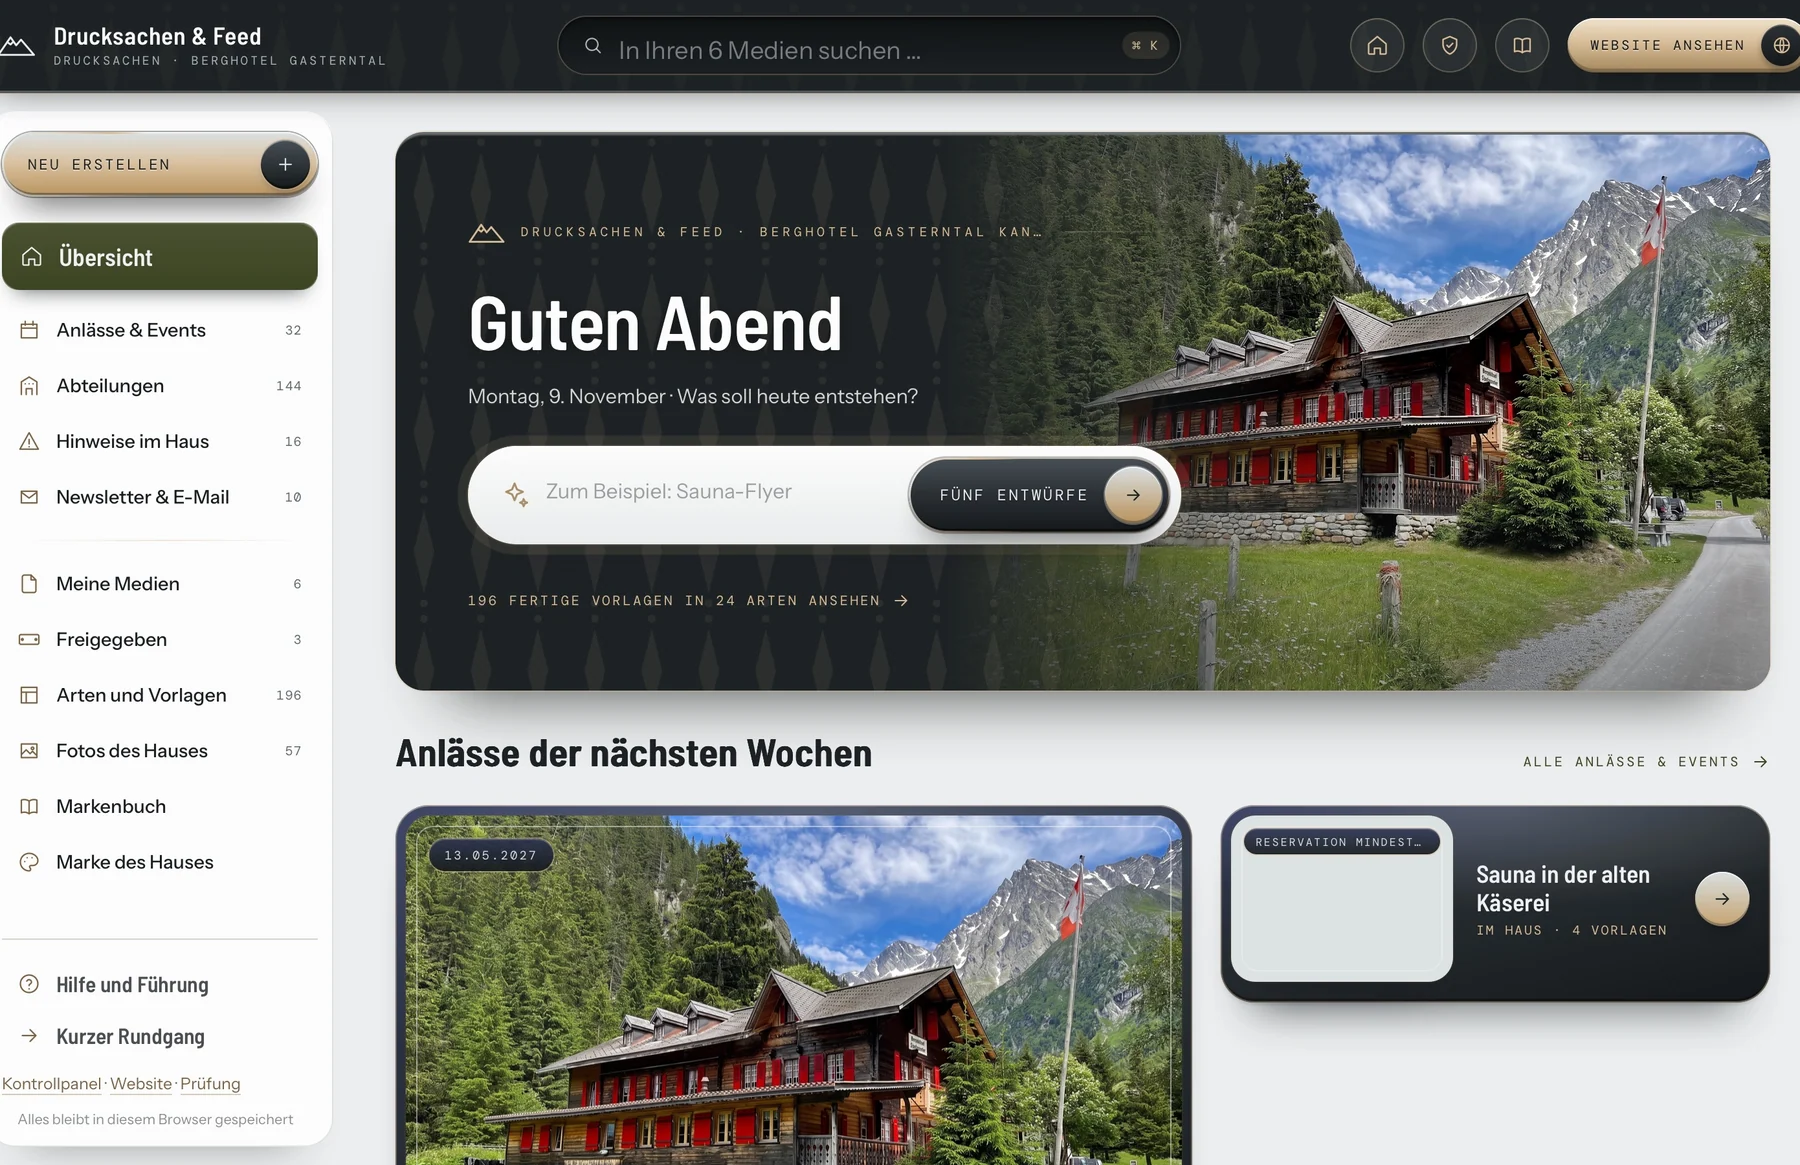 Drucksachen & Feed
DRUCKSACHEN · BERGHOTEL GASTERNTAL
In Ihren 6 Medien suchen ...
⌘ K
WEBSITE ANSEHEN
NEU ERSTELLEN
Übersicht
Anlässe & Events 32
Abteilungen 144
Hinweise im Haus 16
Newsletter & E-Mail 10
Meine Medien 6
Freigegeben 3
Arten und Vorlagen 196
Fotos des Hauses 57
Markenbuch
Marke des Hauses
Hilfe und Führung
Kurzer Rundgang
Kontrollpanel · Website · Prüfung
Alles bleibt in diesem Browser gespeichert
DRUCKSACHEN & FEED · BERGHOTEL GASTERNTAL KAN…
Guten Abend
Montag, 9. November · Was soll heute entstehen?
Zum Beispiel: Sauna-Flyer
FÜNF ENTWÜRFE
196 FERTIGE VORLAGEN IN 24 ARTEN ANSEHEN
Anlässe der nächsten Wochen
ALLE ANLÄSSE & EVENTS
13.05.2027
RESERVATION MINDEST…
Sauna in der alten
Käserei
IM HAUS · 4 VORLAGEN